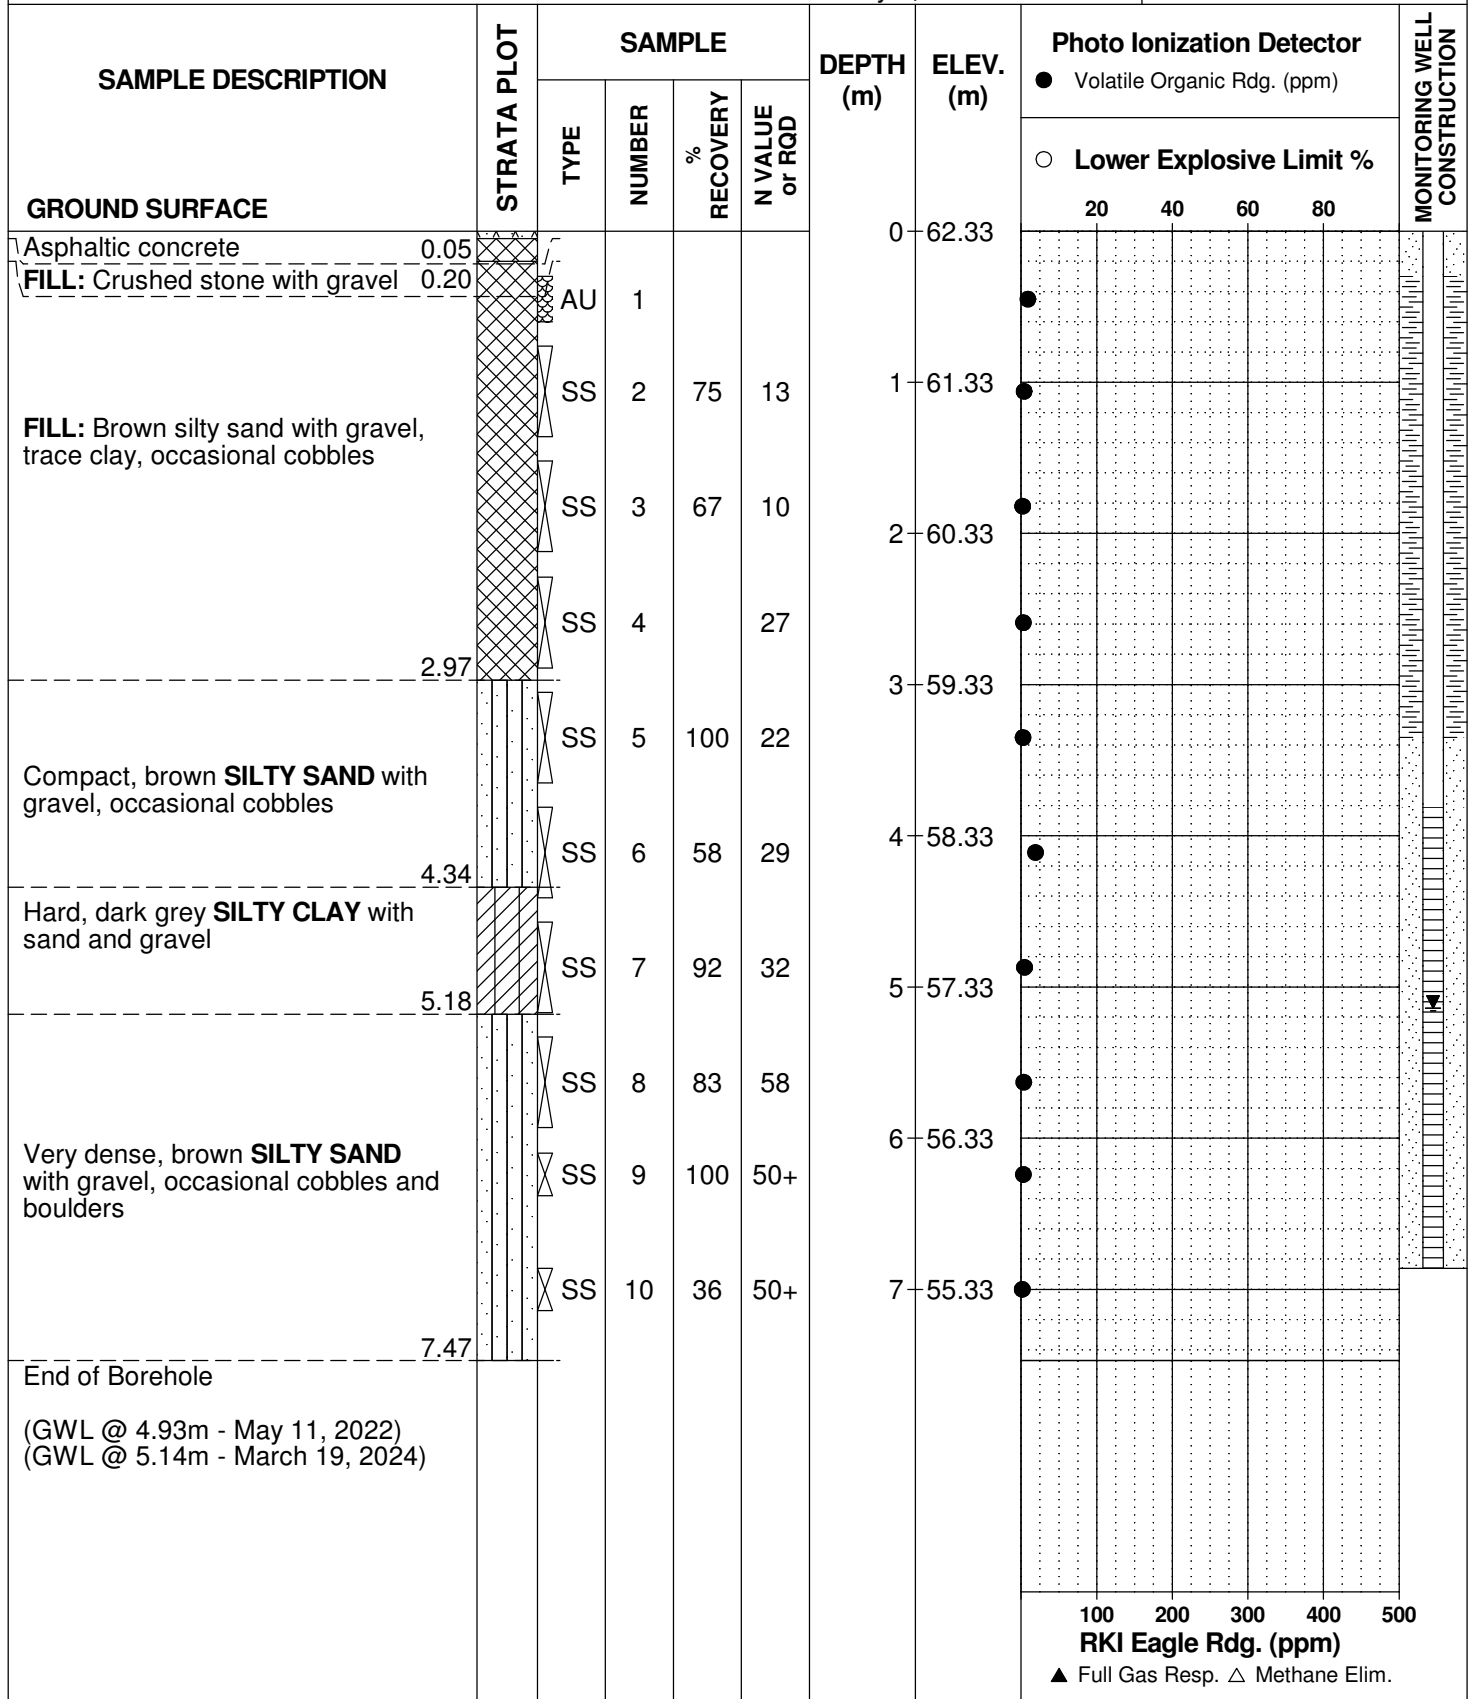 SAMPLE DESCRIPTION
GROUND SURFACE
STRATA PLOT
SAMPLE
TYPE
NUMBER
%
RECOVERY
N VALUE
or RQD
DEPTH
(m)
ELEV.
(m)
Photo Ionization Detector
● Volatile Organic Rdg. (ppm)
○ Lower Explosive Limit %
20 40 60 80
MONITORING WELL
CONSTRUCTION
0 62.33
Asphaltic concrete 0.05
FILL: Crushed stone with gravel 0.20
AU 1
SS 2 75 13
1 61.33
FILL: Brown silty sand with gravel,
trace clay, occasional cobbles
SS 3 67 10
2 60.33
SS 4 27
2.97
3 59.33
SS 5 100 22
Compact, brown SILTY SAND with
gravel, occasional cobbles
4 58.33
SS 6 58 29
4.34
Hard, dark grey SILTY CLAY with
sand and gravel
SS 7 92 32
5 57.33
5.18
SS 8 83 58
6 56.33
Very dense, brown SILTY SAND
with gravel, occasional cobbles and
boulders
SS 9 100 50+
SS 10 36 50+
7 55.33
7.47
End of Borehole
(GWL @ 4.93m - May 11, 2022)
(GWL @ 5.14m - March 19, 2024)
100 200 300 400 500
RKI Eagle Rdg. (ppm)
▲ Full Gas Resp. △ Methane Elim.